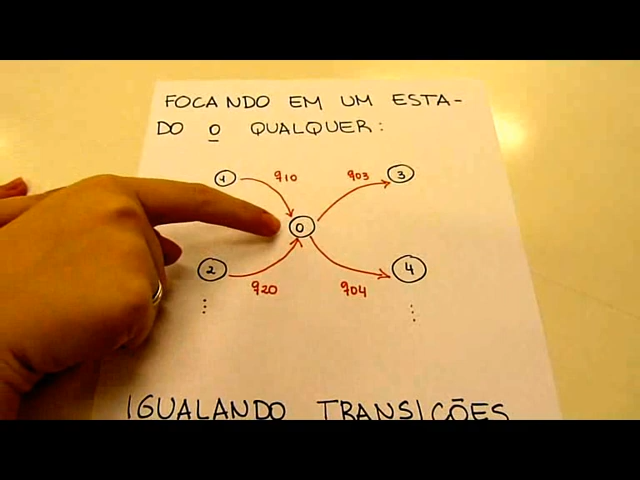 FOCANDO EM UM ESTA-
DO 0 QUALQUER:
1 q10 q03 3
0
2 q20 q04 4
IGUALANDO TRANSIÇÕES